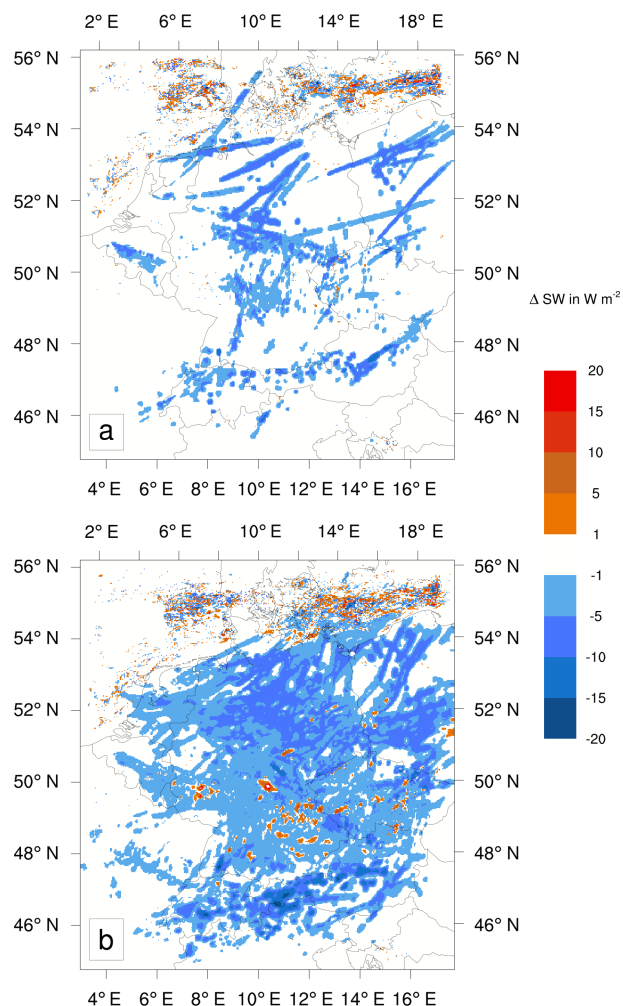 2° E 6° E 10° E 14° E 18° E
56° N 56° N
54° N 54° N
52° N 52° N
50° N 50° N
48° N 48° N
46° N 46° N
a
4° E 6° E 8° E 10° E 12° E 14° E 16° E
Δ SW in W m⁻²
20
15
10
5
1
-1
-5
-10
-15
-20
2° E 6° E 10° E 14° E 18° E
56° N 56° N
54° N 54° N
52° N 52° N
50° N 50° N
48° N 48° N
46° N 46° N
b
4° E 6° E 8° E 10° E 12° E 14° E 16° E